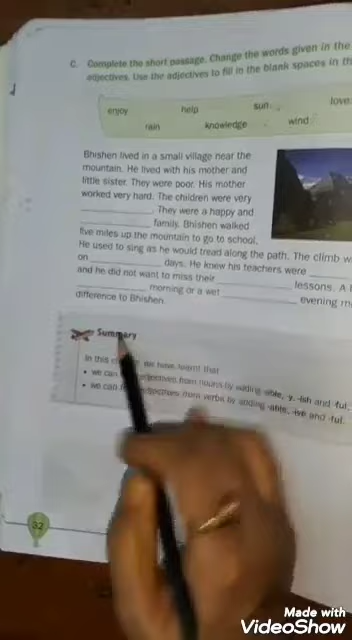 C. Complete the short passage. Change the words given in the
adjectives. Use the adjectives to fill in the blank spaces in th
enjoy help sun love
rain knowledge wind
Bhishen lived in a small village near the
mountain. He lived with his mother and
little sister. They were poor. His mother
worked very hard. The children were very
____________. They were a happy and
____________ family. Bhishen walked
five miles up the mountain to go to school.
He used to sing as he would tread along the path. The climb w
on ____________ days. He knew his teachers were ____________
and he did not want to miss their ____________ lessons. A
____________ morning or a wet ____________ evening m
difference to Bhishen.
Summary
In this we have learnt that
• we can adjectives from nouns by adding -able, y, -ish and -ful.
• we can adjectives from verbs by adding -able, -ive and -ful.
32
Made with
VideoShow